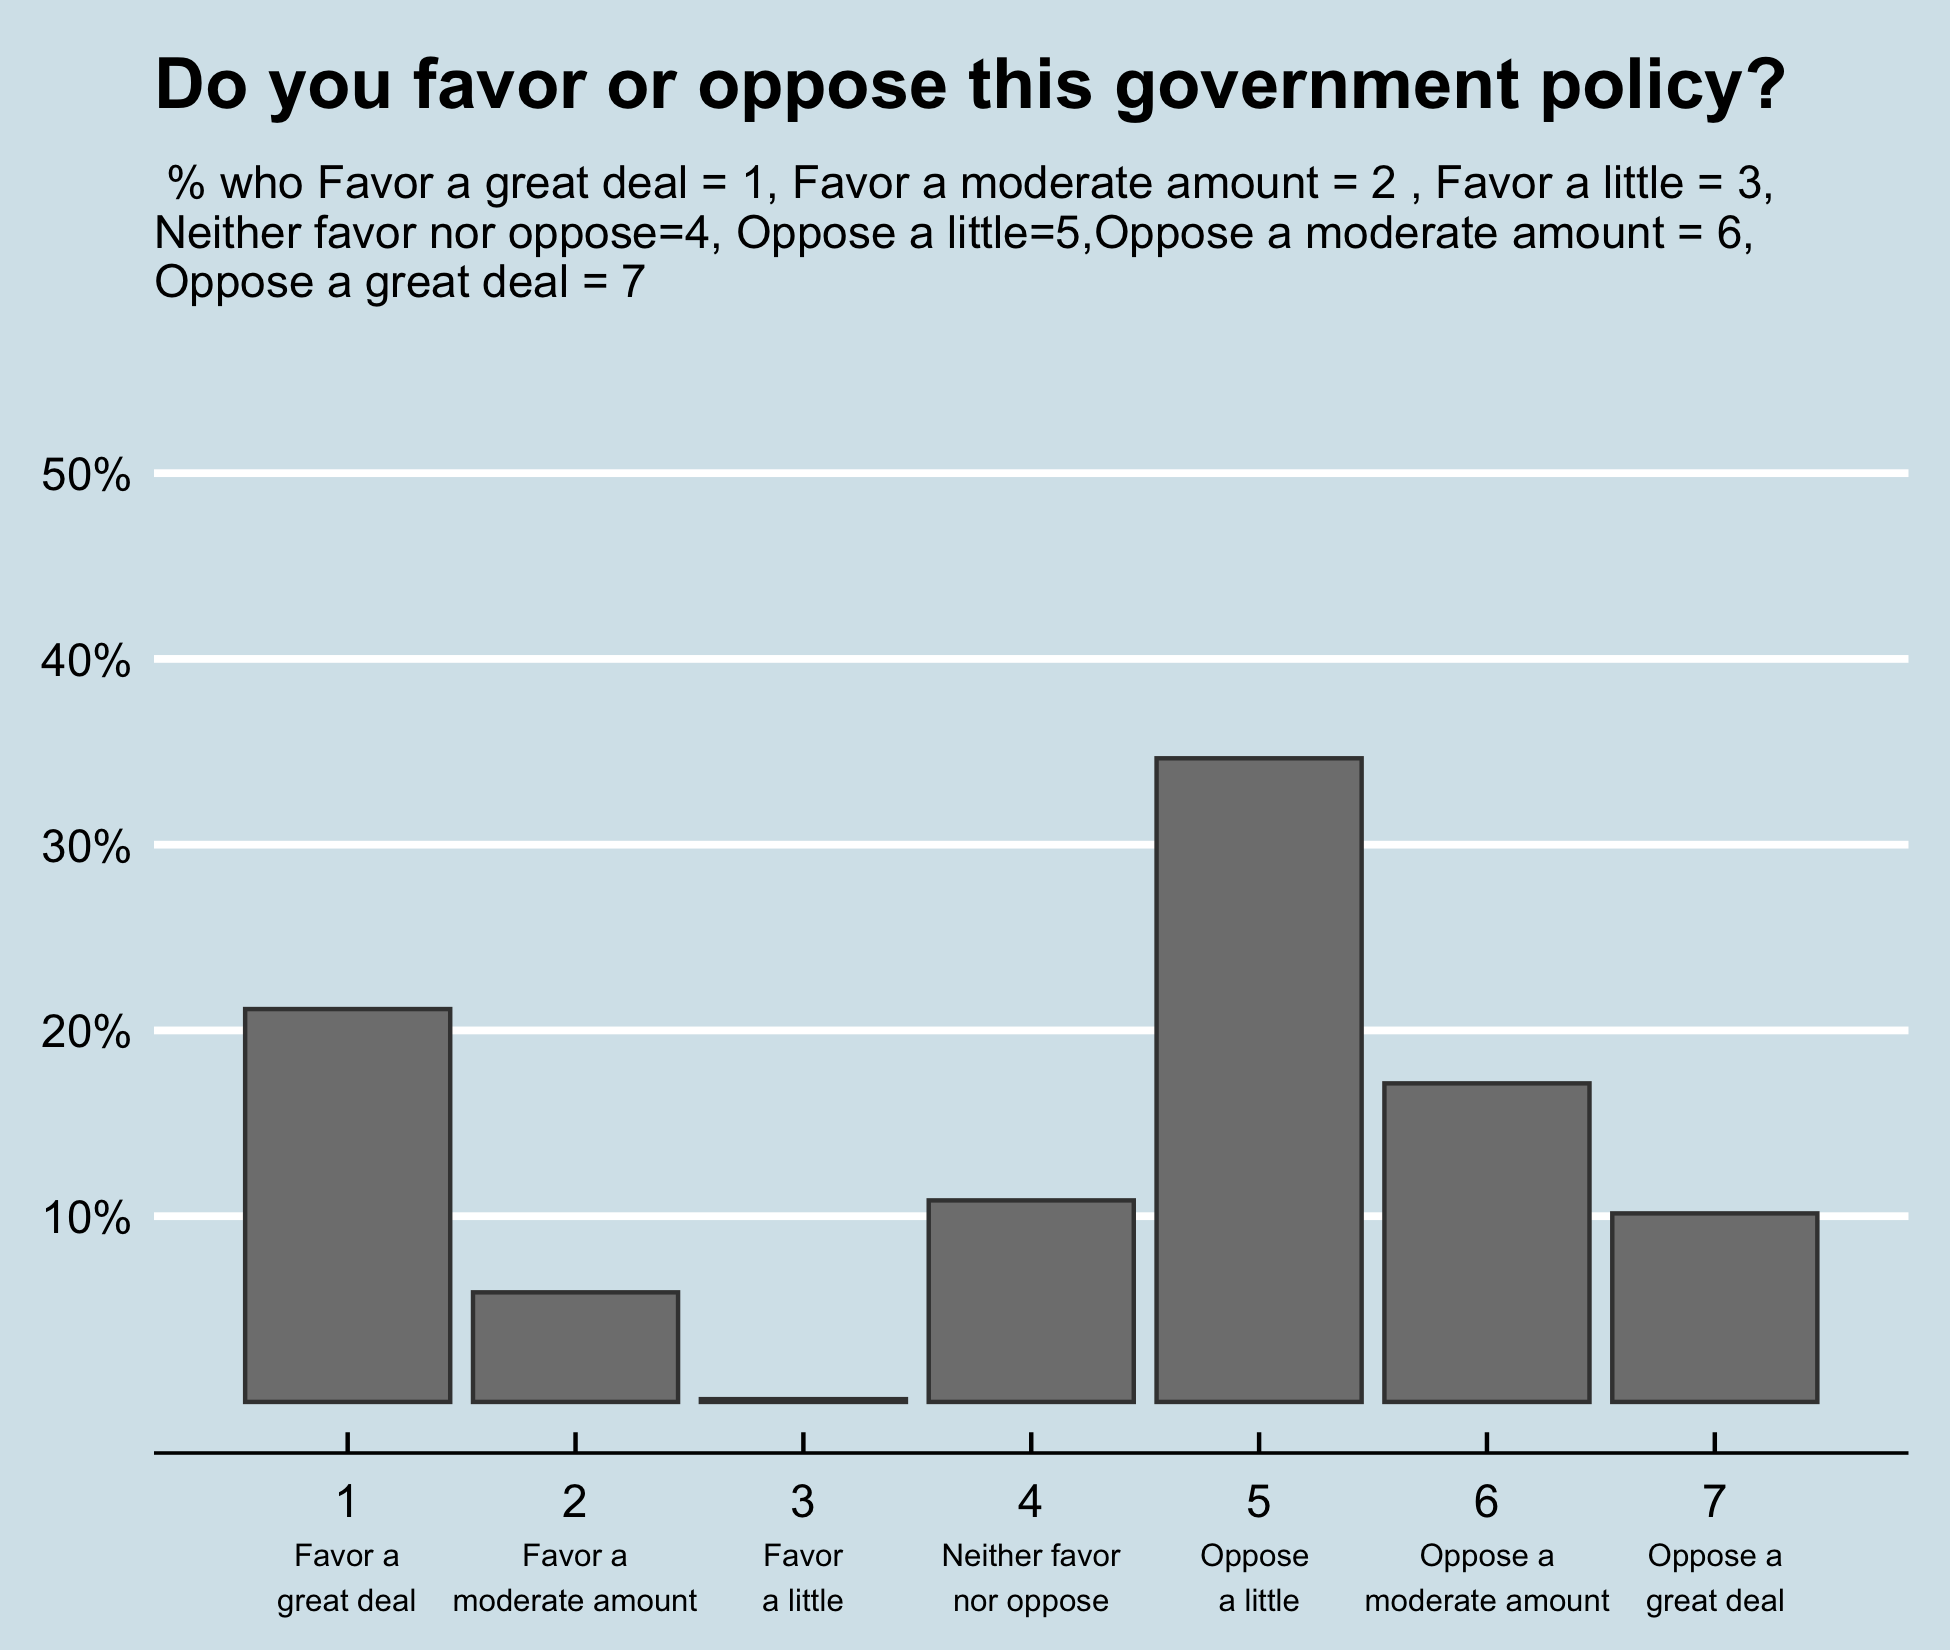 Do you favor or oppose this government policy?
% who Favor a great deal = 1, Favor a moderate amount = 2 , Favor a little = 3,
Neither favor nor oppose=4, Oppose a little=5,Oppose a moderate amount = 6,
Oppose a great deal = 7
50%
40%
30%
20%
10%
1 2 3 4 5 6 7
Favor a Favor a Favor Neither favor Oppose Oppose a Oppose a
great deal moderate amount a little nor oppose a little moderate amount great deal